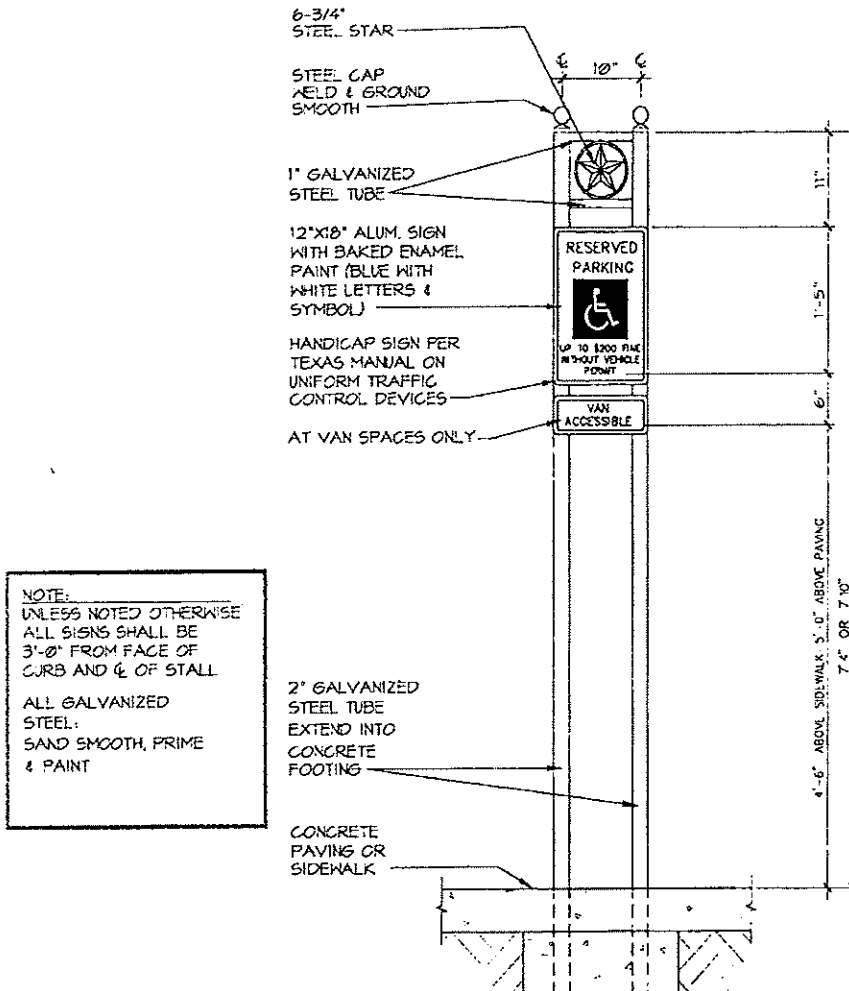 6-3/4"
STEEL STAR
STEEL CAP
WELD & GROUND
SMOOTH
10"
1" GALVANIZED
STEEL TUBE
11"
12"X18" ALUM. SIGN
WITH BAKED ENAMEL
PAINT (BLUE WITH
WHITE LETTERS &
SYMBOL)
RESERVED
PARKING
UP TO $200 FINE
WITHOUT VEHICLE
PERMIT
1'-5"
HANDICAP SIGN PER
TEXAS MANUAL ON
UNIFORM TRAFFIC
CONTROL DEVICES
6"
VAN
ACCESSIBLE
AT VAN SPACES ONLY
4'-6" ABOVE SIDEWALK 5'-0" ABOVE PAVING
7'4" OR 7'10"
NOTE:
UNLESS NOTED OTHERWISE
ALL SIGNS SHALL BE
3'-0" FROM FACE OF
CURB AND ℄ OF STALL
ALL GALVANIZED
STEEL:
SAND SMOOTH, PRIME
& PAINT
2" GALVANIZED
STEEL TUBE
EXTEND INTO
CONCRETE
FOOTING
CONCRETE
PAVING OR
SIDEWALK